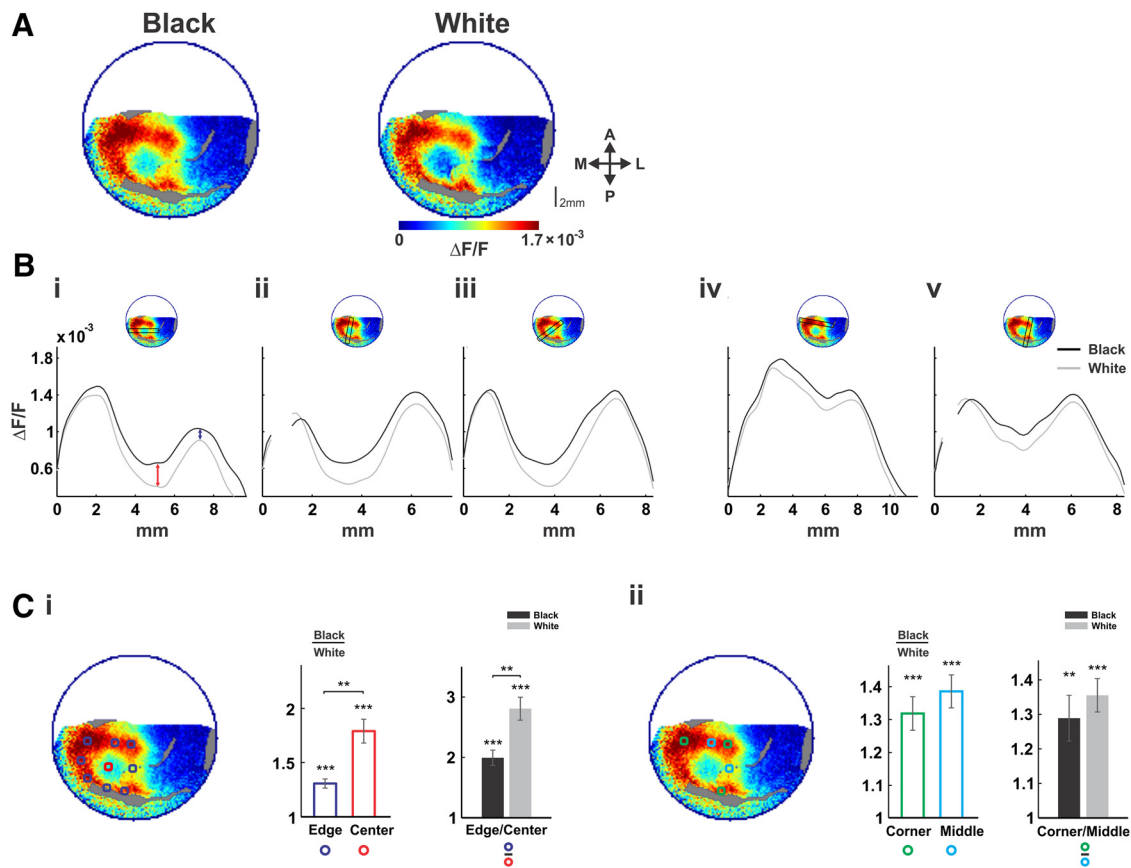 A
Black
White
A
M
L
P
2mm
0
1.7 × 10⁻³
ΔF/F
B
i
ii
iii
iv
v
x10⁻³
Black
White
1.8
1.4
1
0.6
ΔF/F
0 2 4 6 8
0 2 4 6
0 2 4 6 8
0 2 4 6 8 10
0 2 4 6 8
mm
mm
mm
mm
mm
C
i
Black
White
**
***
***
2
1.5
1
Edge Center
Black
White
**
***
***
3
2
1
Edge/Center
ii
Black
White
***
***
1.4
1.3
1.2
1.1
1
Corner Middle
Black
White
**
***
1.4
1.3
1.2
1.1
1
Corner/Middle